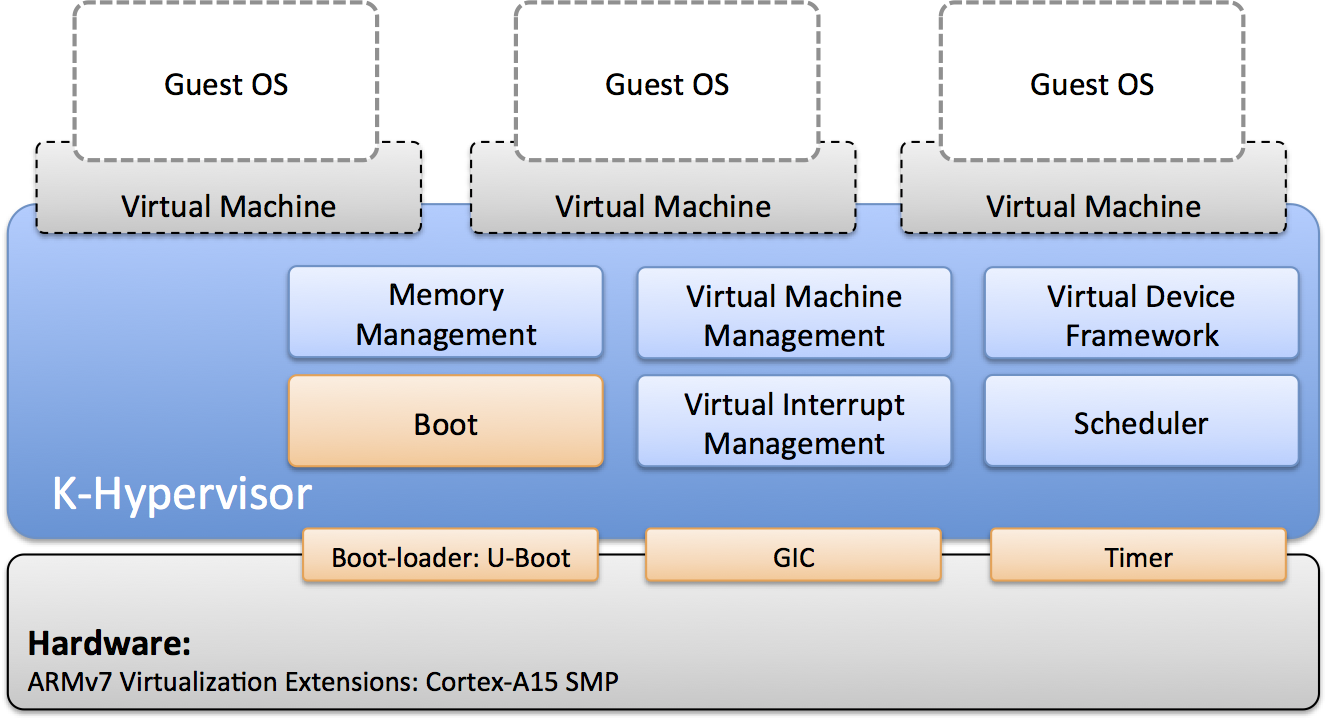 Guest OS
Guest OS
Guest OS
Virtual Machine
Virtual Machine
Virtual Machine
Memory
Management
Virtual Machine
Management
Virtual Device
Framework
Boot
Virtual Interrupt
Management
Scheduler
K-Hypervisor
Boot-loader: U-Boot
GIC
Timer
Hardware:
ARMv7 Virtualization Extensions: Cortex-A15 SMP